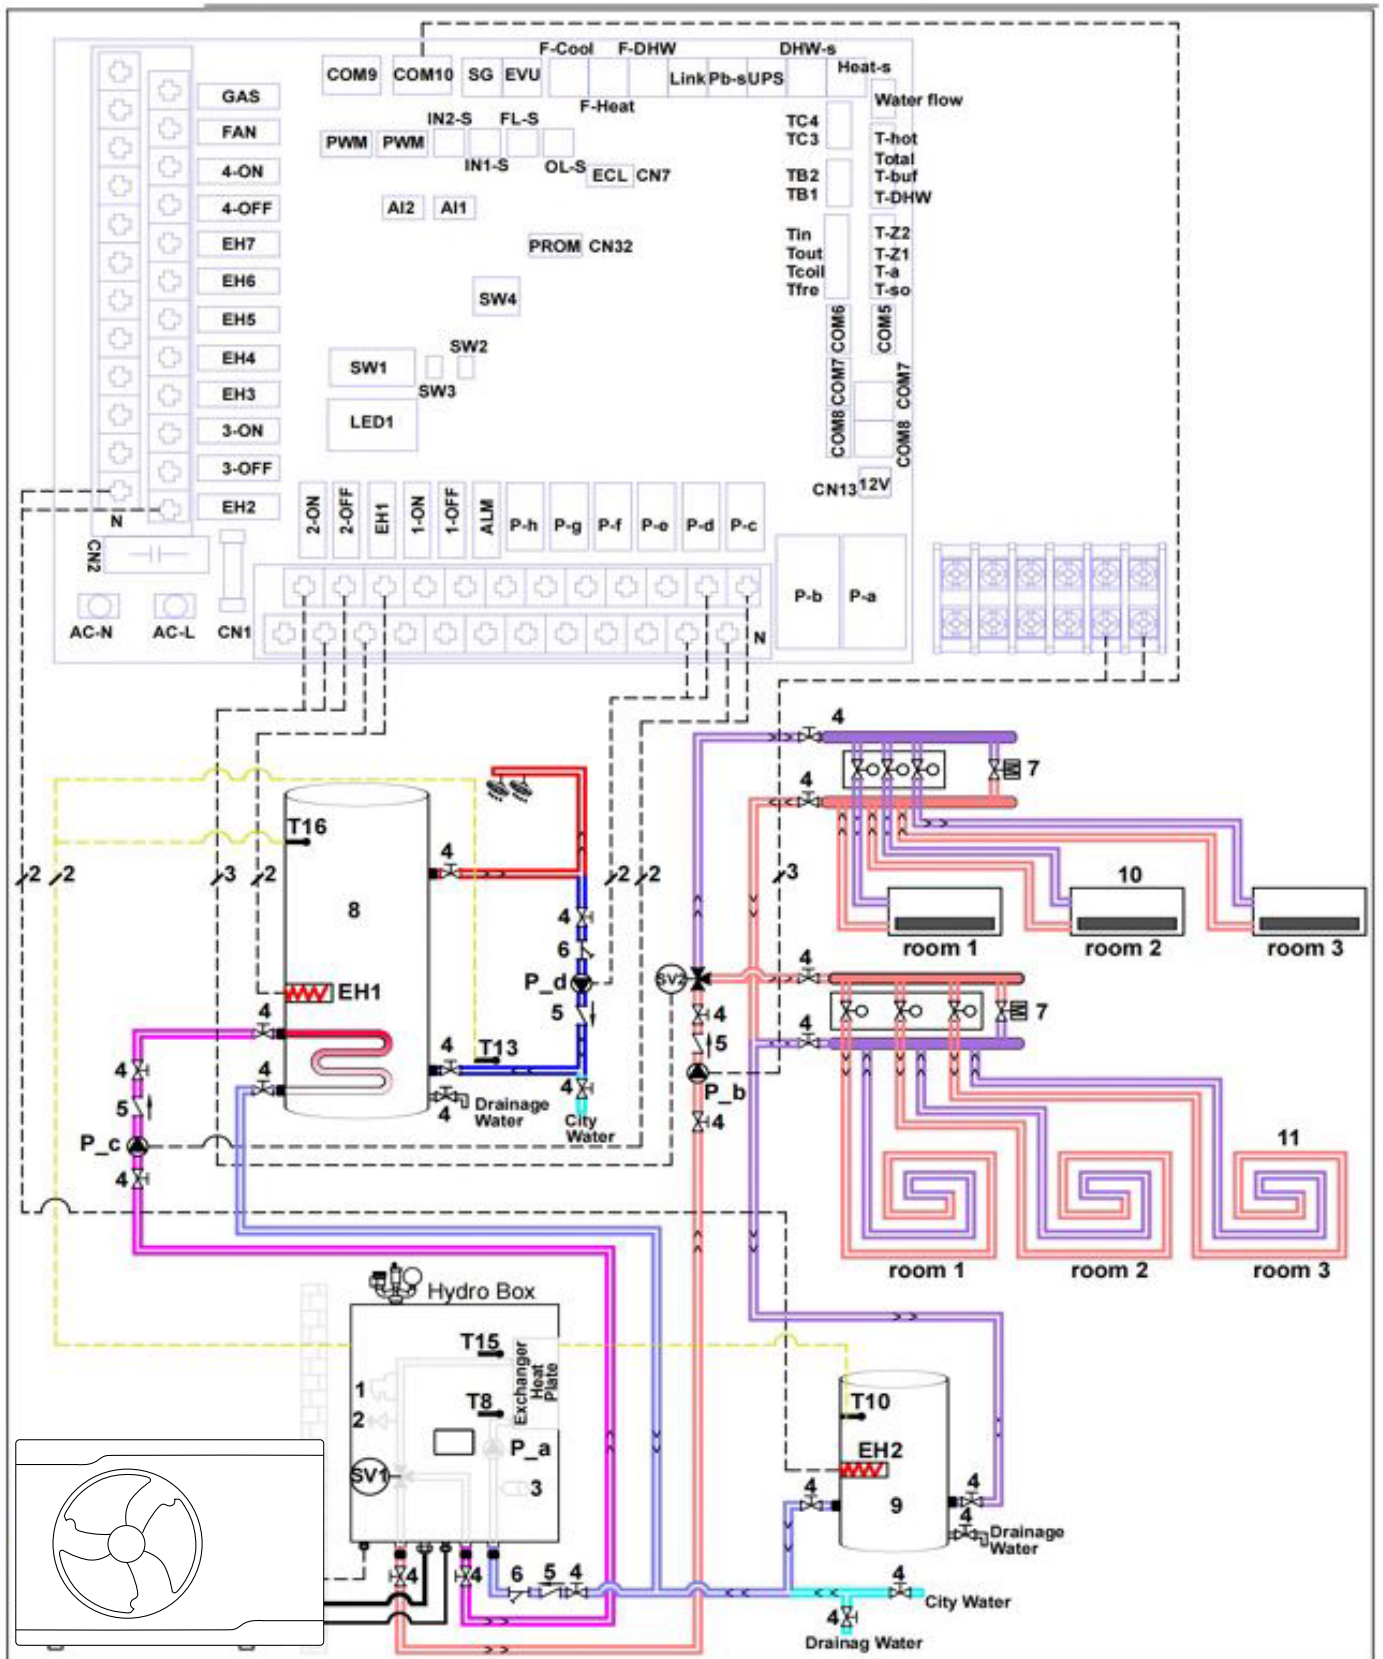 F-Cool
F-DHW
DHW-s
COM9
COM10
SG
EVU
Link
Pb-s
UPS
Heat-s
F-Heat
Water flow
GAS
FAN
4-ON
4-OFF
EH7
EH6
EH5
EH4
EH3
3-ON
3-OFF
EH2
IN2-S
FL-S
PWM
PWM
IN1-S
OL-S
ECL
CN7
TC4
TC3
TB2
TB1
T-hot
Total
T-buf
T-DHW
AI2
AI1
PROM
CN32
Tin
Tout
Tcoil
Tfre
T-Z2
T-Z1
T-a
T-so
SW4
COM6
COM5
SW2
SW1
SW3
COM7
COM7
LED1
COM8
COM8
CN13
12V
N
CN2
2-ON
2-OFF
EH1
1-ON
1-OFF
ALM
P-h
P-g
P-f
P-e
P-d
P-c
P-b
P-a
AC-N
AC-L
CN1
N
4
7
4
T16
4
2
2
3
2
2
2
3
8
10
4
6
room 1
room 2
room 3
P_d
SV2
4
EH1
5
4
7
4
4
5
4
T13
4
4
4
4
P_b
5
4
Drainage
Water
City
Water
4
P_c
4
11
room 1
room 2
room 3
Hydro Box
T15
Exchanger
Heat
Plate
1
T8
2
P_a
SV1
3
T10
EH2
4
4
9
4
Drainage
Water
4
4
6
5
4
4
City Water
4
Drainag Water